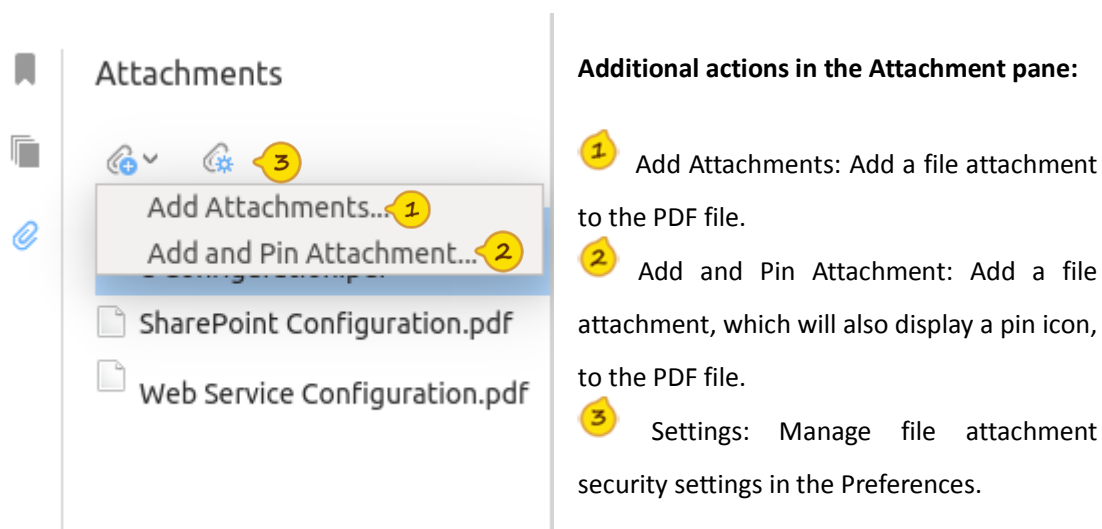 Attachments
3
Add Attachments... 1
Add and Pin Attachment... 2
SharePoint Configuration.pdf
Web Service Configuration.pdf
Additional actions in the Attachment pane:
1 Add Attachments: Add a file attachment
to the PDF file.
2 Add and Pin Attachment: Add a file
attachment, which will also display a pin icon,
to the PDF file.
3 Settings: Manage file attachment
security settings in the Preferences.